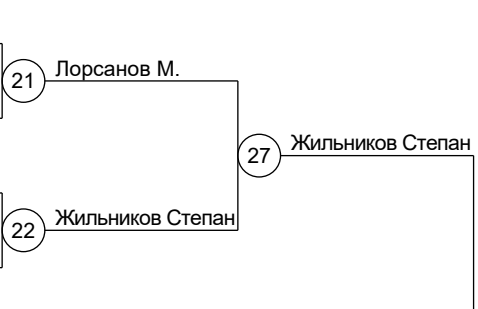 Лорсанов М.
21
Жильников Степан
27
Жильников Степан
22